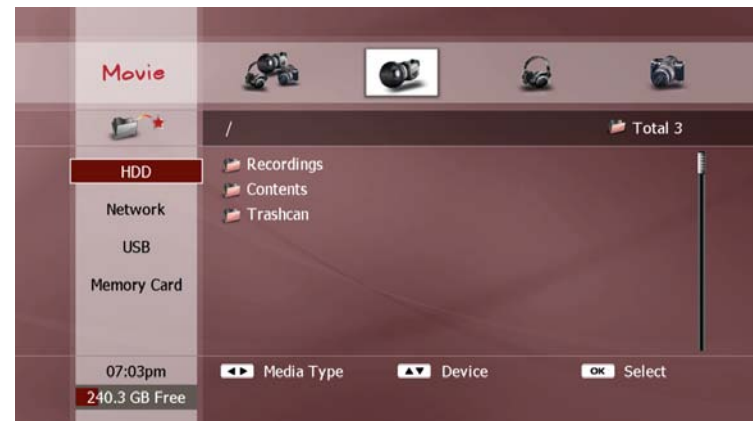 Movie
/
Total 3
HDD
Network
USB
Memory Card
Recordings
Contents
Trashcan
07:03pm
240.3 GB Free
Media Type
Device
OK Select